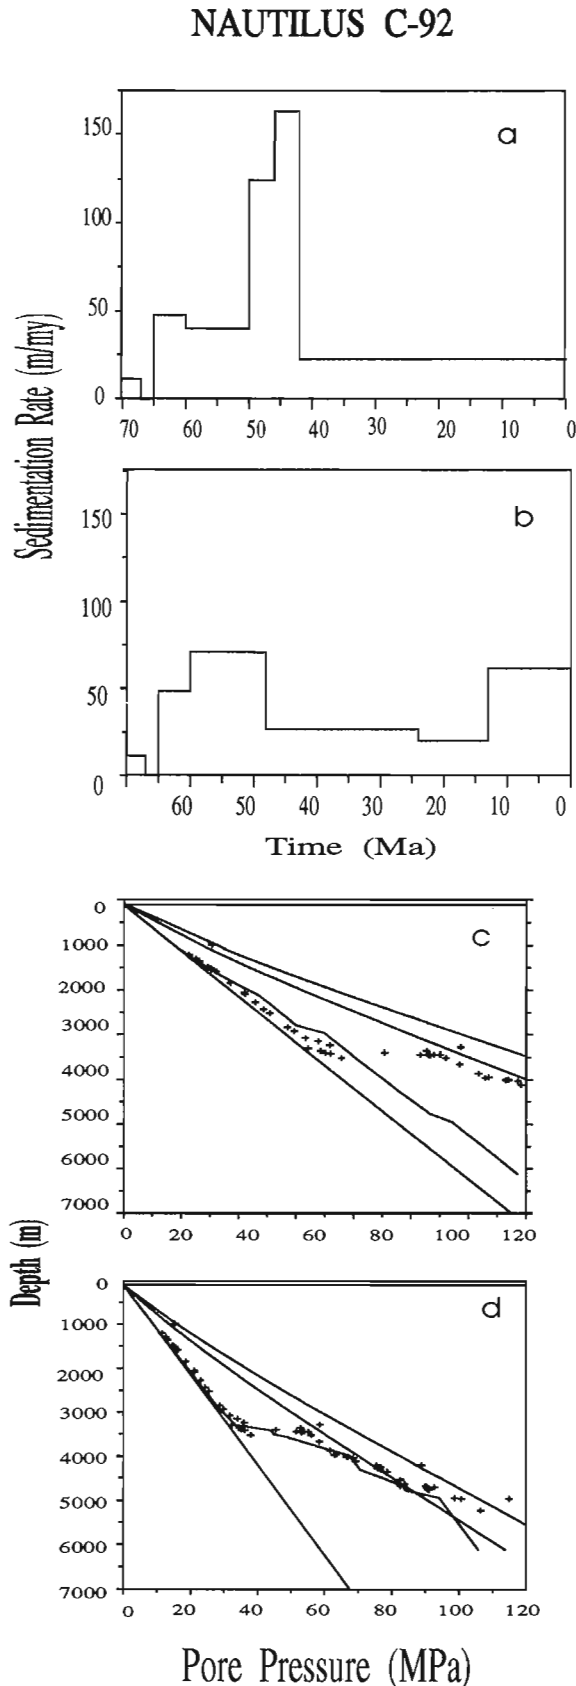 NAUTILUS C-92
Sedimentation Rate (m/my)
a
150
100
50
0
70 60 50 40 30 20 10 0
b
150
100
50
0
60 50 40 30 20 10 0
Time (Ma)
Depth (m)
c
0
1000
2000
3000
4000
5000
6000
7000
0 20 40 60 80 100 120
d
0
1000
2000
3000
4000
5000
6000
7000
0 20 40 60 80 100 120
Pore Pressure (MPa)